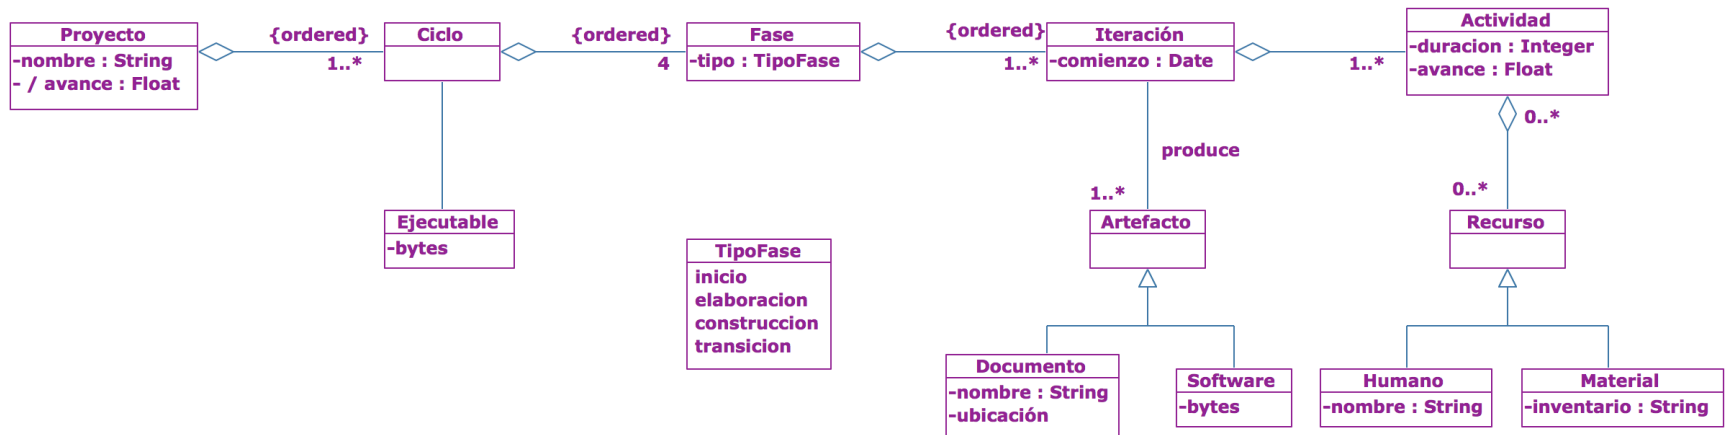 Proyecto
-nombre : String
- / avance : Float
{ordered}
1..*
Ciclo
{ordered}
4
Fase
-tipo : TipoFase
{ordered}
1..*
Iteración
-comienzo : Date
1..*
Actividad
-duracion : Integer
-avance : Float
0..*
produce
1..*
0..*
Ejecutable
-bytes
TipoFase
inicio
elaboracion
construccion
transicion
Artefacto
Recurso
Documento
-nombre : String
-ubicación
Software
-bytes
Humano
-nombre : String
Material
-inventario : String